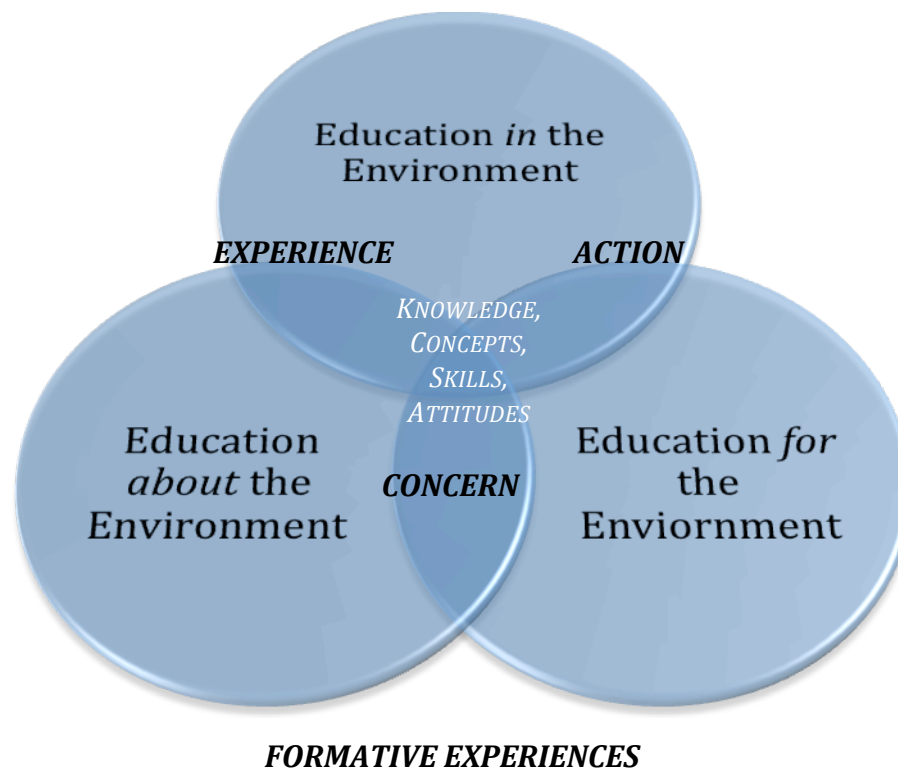 Education in the
Environment
EXPERIENCE
ACTION
KNOWLEDGE,
CONCEPTS,
SKILLS,
ATTITUDES
Education
about the
Environment
CONCERN
Education for
the
Enviornment
FORMATIVE EXPERIENCES